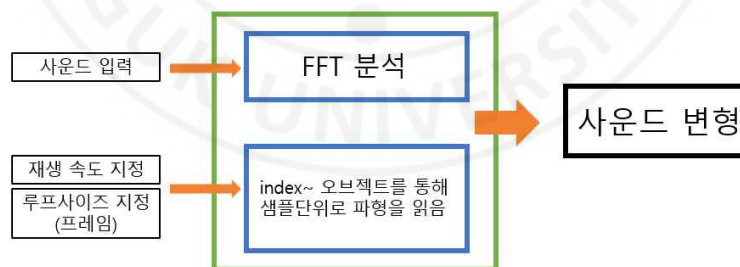 사운드 입력
FFT 분석
사운드 변형
재생 속도 지정
루프사이즈 지정
(프레임)
index~ 오브젝트를 통해
샘플단위로 파형을 읽음
GUK UNIVERSIT